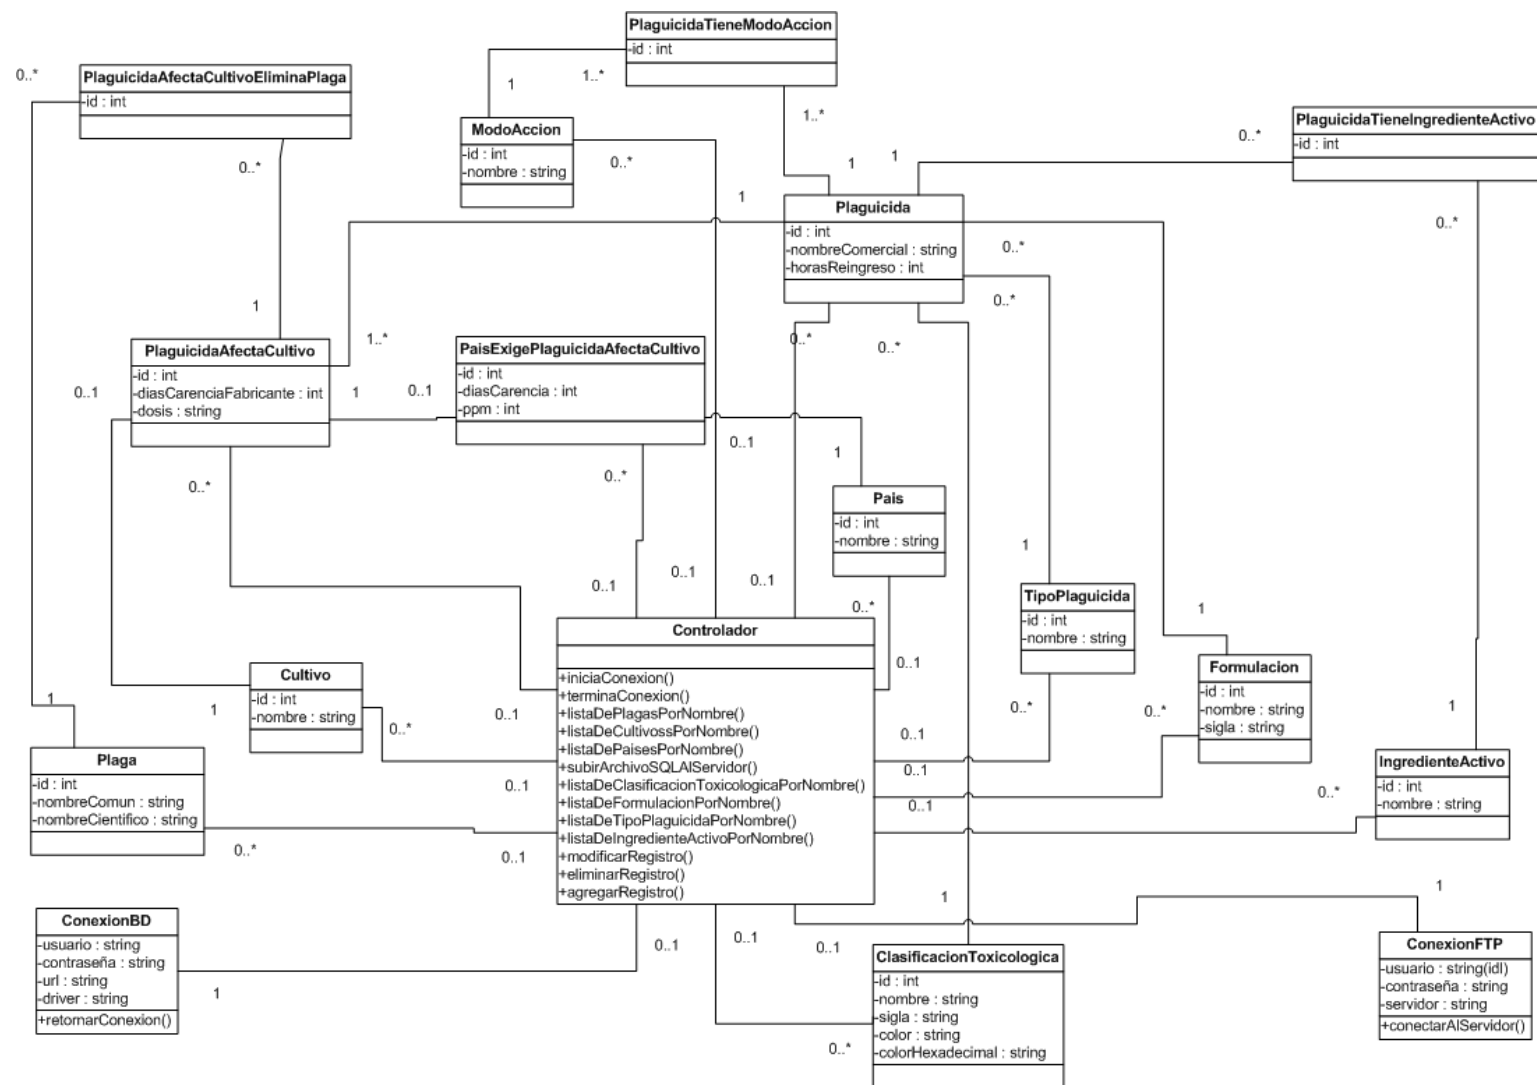 PlaguicidaTieneModoAccion
-id : int
0..*
PlaguicidaAfectaCultivoEliminaPlaga
-id : int
1
1..*
ModoAccion
-id : int
-nombre : string
1..*
PlaguicidaTieneIngredienteActivo
-id : int
0..*
0..*
0..*
1
1
1
Plaguicida
-id : int
-nombreComercial : string
-horasReingreso : int
0..*
0..*
0..*
1
1..*
0..*
0..*
PlaguicidaAfectaCultivo
-id : int
-diasCarenciaFabricante : int
-dosis : string
PaisExigePlaguicidaAfectaCultivo
-id : int
-diasCarencia : int
-ppm : int
0..1
1
0..1
0..1
1
0..*
0..*
Pais
-id : int
-nombre : string
1
0..1
0..1
0..1
0..*
TipoPlaguicida
-id : int
-nombre : string
1
Controlador
+iniciaConexion()
+terminaConexion()
+listaDePlagasPorNombre()
+listaDeCultivossPorNombre()
+listaDePaisesPorNombre()
+subirArchivoSQLAlServidor()
+listaDeClasificacionToxicologicaPorNombre()
+listaDeFormulacionPorNombre()
+listaDeTipoPlaguicidaPorNombre()
+listaDeIngredienteActivoPorNombre()
+modificarRegistro()
+eliminarRegistro()
+agregarRegistro()
0..1
Formulacion
-id : int
-nombre : string
-sigla : string
Cultivo
-id : int
-nombre : string
1
1
0..1
0..*
0..*
0..*
1
0..1
Plaga
-id : int
-nombreComun : string
-nombreCientifico : string
IngredienteActivo
-id : int
-nombre : string
0..1
0..1
0..1
0..*
0..*
0..1
1
1
ConexionBD
-usuario : string
-contraseña : string
-url : string
-driver : string
+retornarConexion()
1
0..1
0..1
0..1
ClasificacionToxicologica
-id : int
-nombre : string
-sigla : string
-color : string
-colorHexadecimal : string
0..*
ConexionFTP
-usuario : string(idl)
-contraseña : string
-servidor : string
+conectarAlServidor()